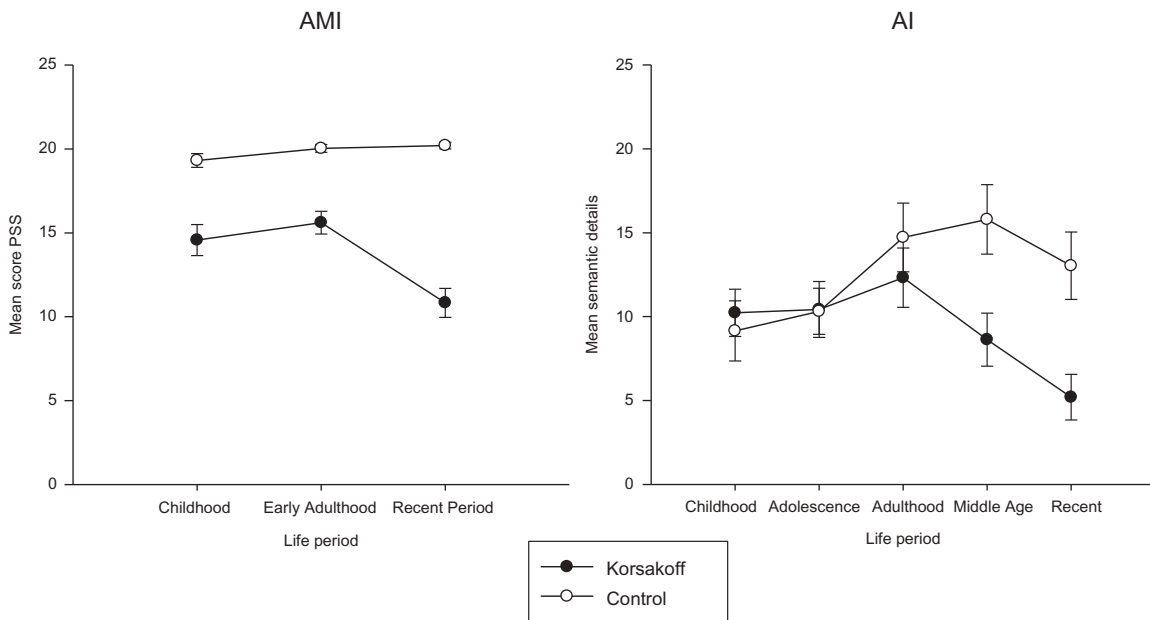 AMI
25
20
15
10
5
0
Mean score PSS
Childhood
Early Adulthood
Recent Period
Life period
AI
25
20
15
10
5
0
Mean semantic details
Childhood
Adolescence
Adulthood
Middle Age
Recent
Life period
Korsakoff
Control